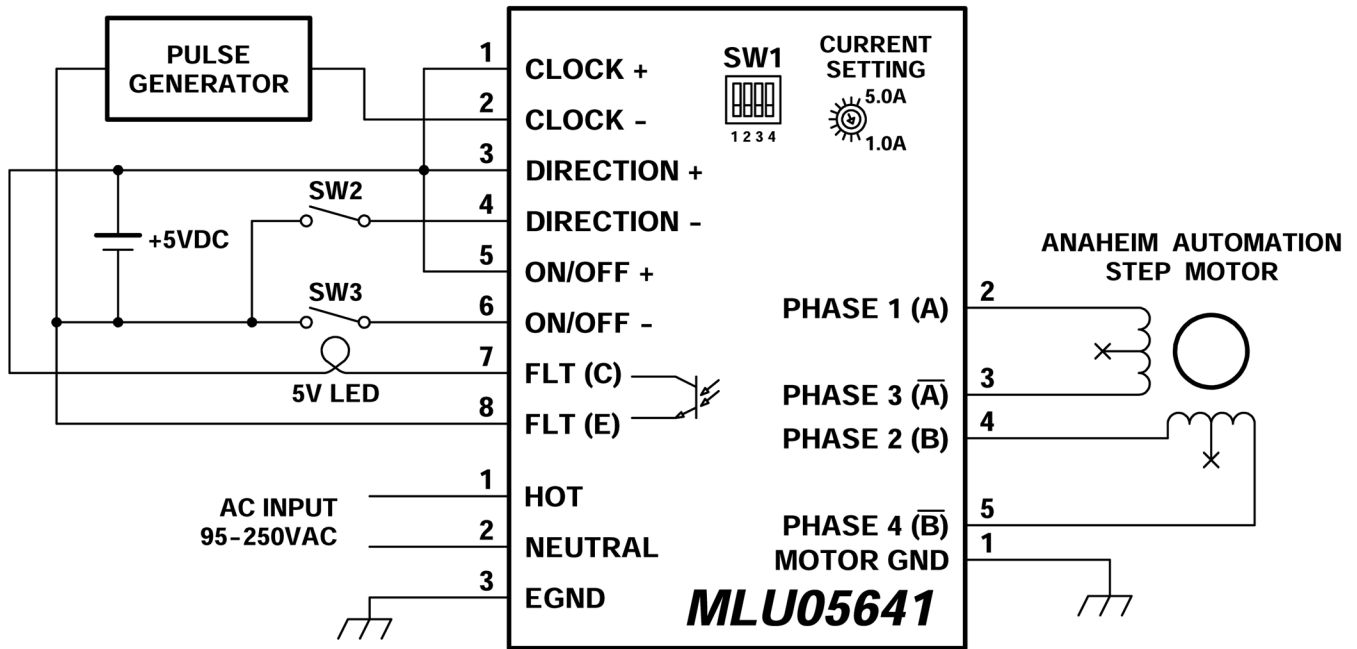 PULSE
GENERATOR
+5VDC
SW2
SW3
5V LED
AC INPUT
95-250VAC
1 CLOCK +
2 CLOCK -
3 DIRECTION +
4 DIRECTION -
5 ON/OFF +
6 ON/OFF -
7 FLT (C)
8 FLT (E)
1 HOT
2 NEUTRAL
3 EGND
SW1
1 2 3 4
CURRENT
SETTING
5.0A
1.0A
PHASE 1 (A) 2
PHASE 3 (A̅) 3
PHASE 2 (B) 4
PHASE 4 (B̅) 5
MOTOR GND 1
MLU05641
ANAHEIM AUTOMATION
STEP MOTOR